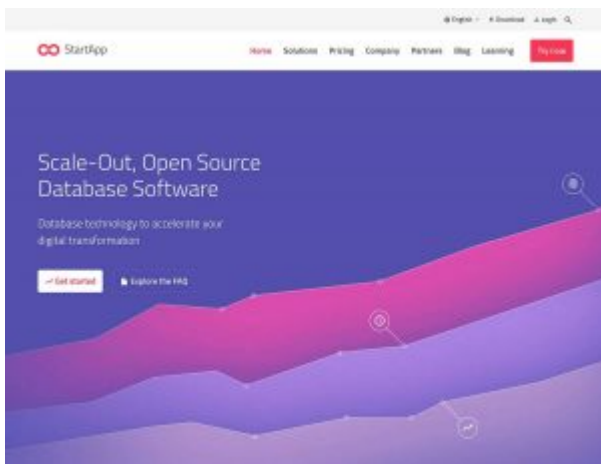 English Download Login
StartApp
Home Solutions Pricing Company Partners Blog Learning Try now
Scale-Out, Open Source
Database Software
Database technology to accelerate your
digital transformation
Get started Explore the FAQ